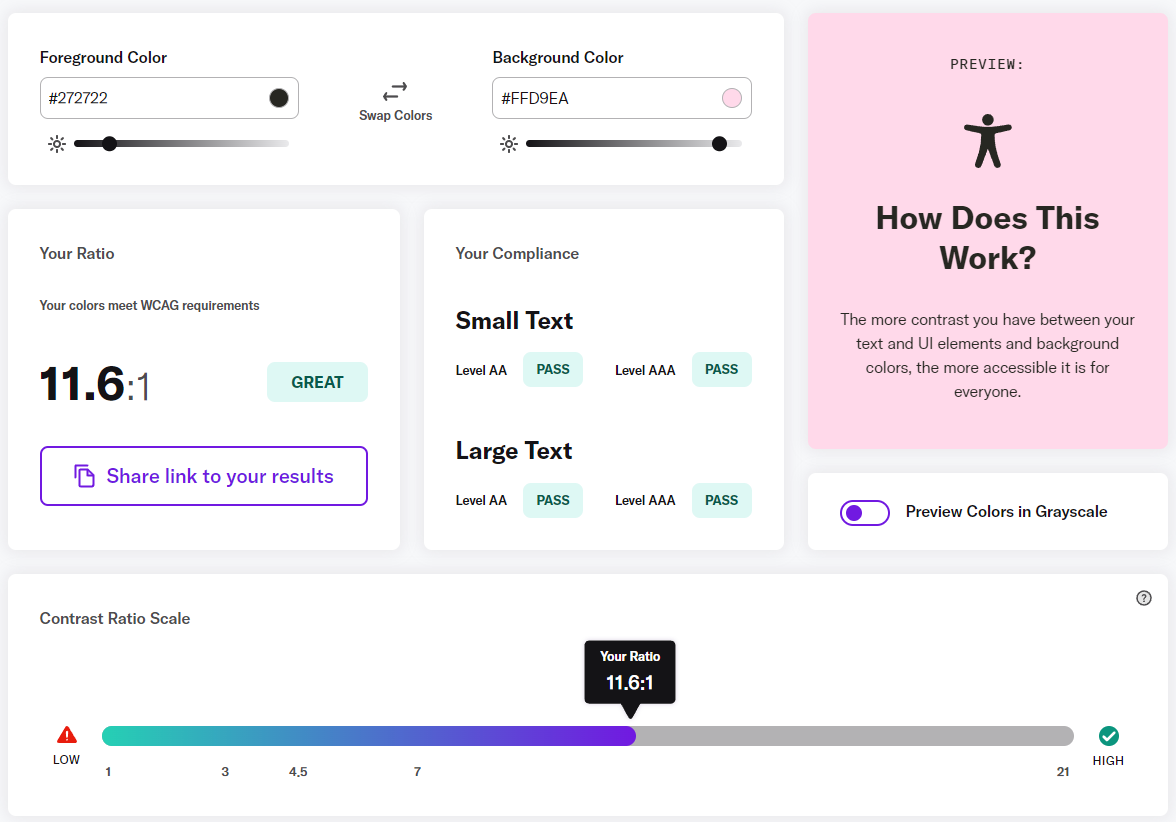 Foreground Color
#272722
Swap Colors
Background Color
#FFD9EA
PREVIEW:
How Does This
Work?
The more contrast you have between your
text and UI elements and background
colors, the more accessible it is for
everyone.
Your Ratio
Your colors meet WCAG requirements
11.6:1
GREAT
Share link to your results
Your Compliance
Small Text
Level AA PASS Level AAA PASS
Large Text
Level AA PASS Level AAA PASS
Preview Colors in Grayscale
Contrast Ratio Scale
?
Your Ratio
11.6:1
LOW
HIGH
1 3 4.5 7 21